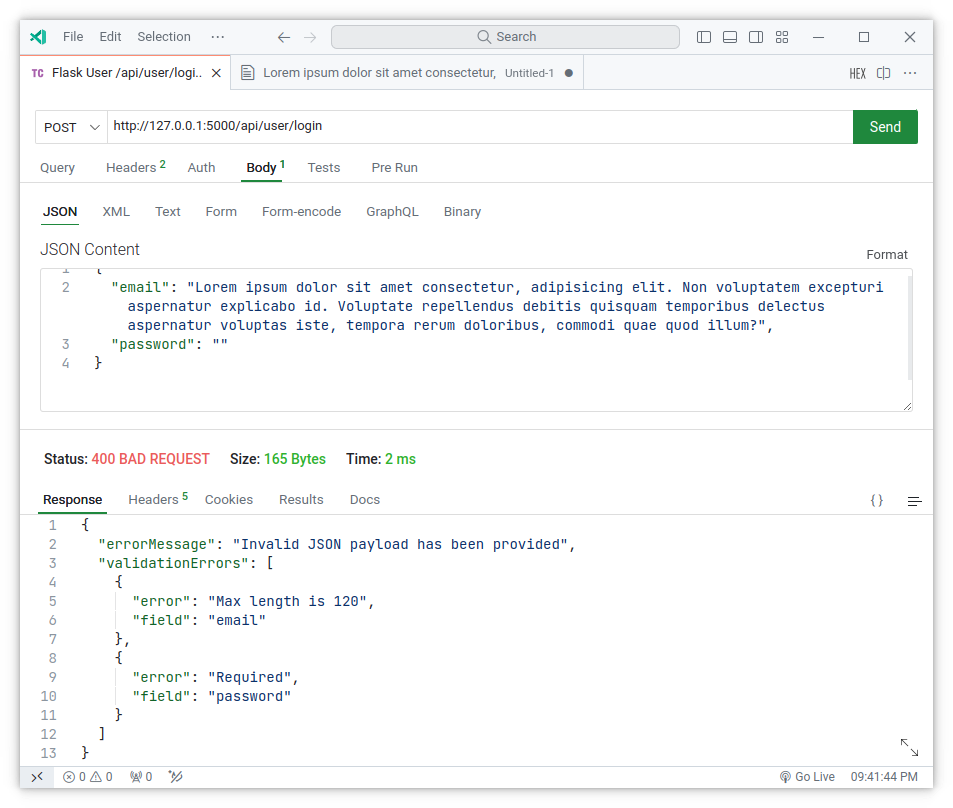 File Edit Selection ··· Search
TC Flask User /api/user/logi.. Lorem ipsum dolor sit amet consectetur, Untitled-1 HEX ···
POST http://127.0.0.1:5000/api/user/login Send
Query Headers 2 Auth Body 1 Tests Pre Run
JSON XML Text Form Form-encode GraphQL Binary
JSON Content
Format
1 {
2 "email": "Lorem ipsum dolor sit amet consectetur, adipisicing elit. Non voluptatem excepturi
aspernatur explicabo id. Voluptate repellendus debitis quisquam temporibus delectus
aspernatur voluptas iste, tempora rerum doloribus, commodi quae quod illum?",
3 "password": ""
4 }
Status: 400 BAD REQUEST Size: 165 Bytes Time: 2 ms
Response Headers 5 Cookies Results Docs {}
1 {
2 "errorMessage": "Invalid JSON payload has been provided",
3 "validationErrors": [
4 {
5 "error": "Max length is 120",
6 "field": "email"
7 },
8 {
9 "error": "Required",
10 "field": "password"
11 }
12 ]
13 }
0 0 0 Go Live 09:41:44 PM